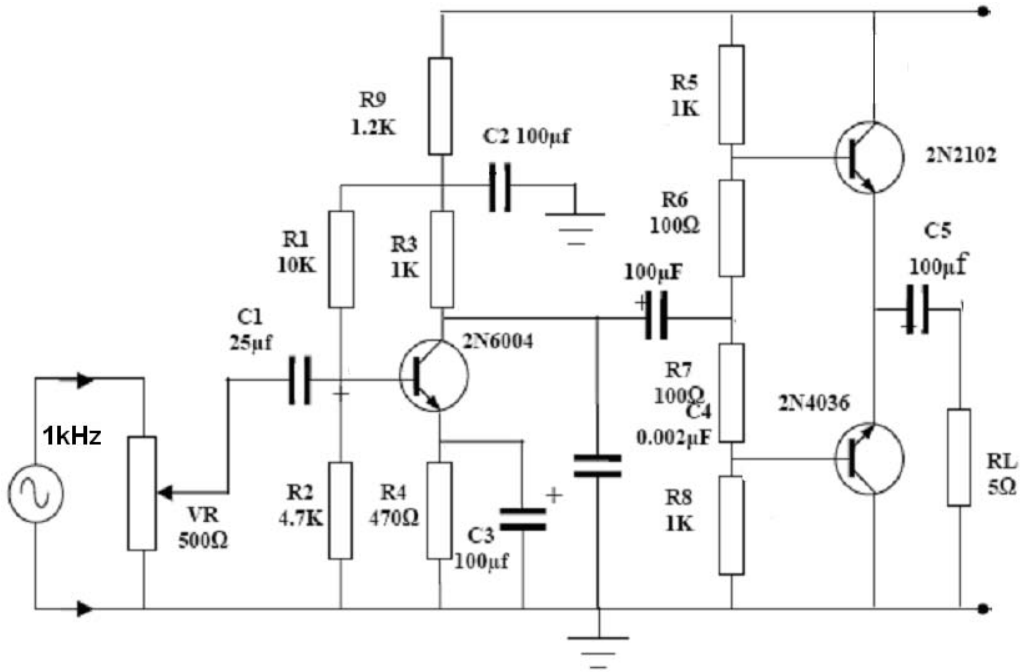 R9
1.2K
C2 100µf
R5
1K
2N2102
R6
100Ω
R1
10K
R3
1K
100µF
+
C5
100µf
+
C1
25µf
+
2N6004
R7
100Ω
C4
0.002µF
2N4036
1kHz
VR
500Ω
R2
4.7K
R4
470Ω
+
C3
100µf
R8
1K
RL
5Ω